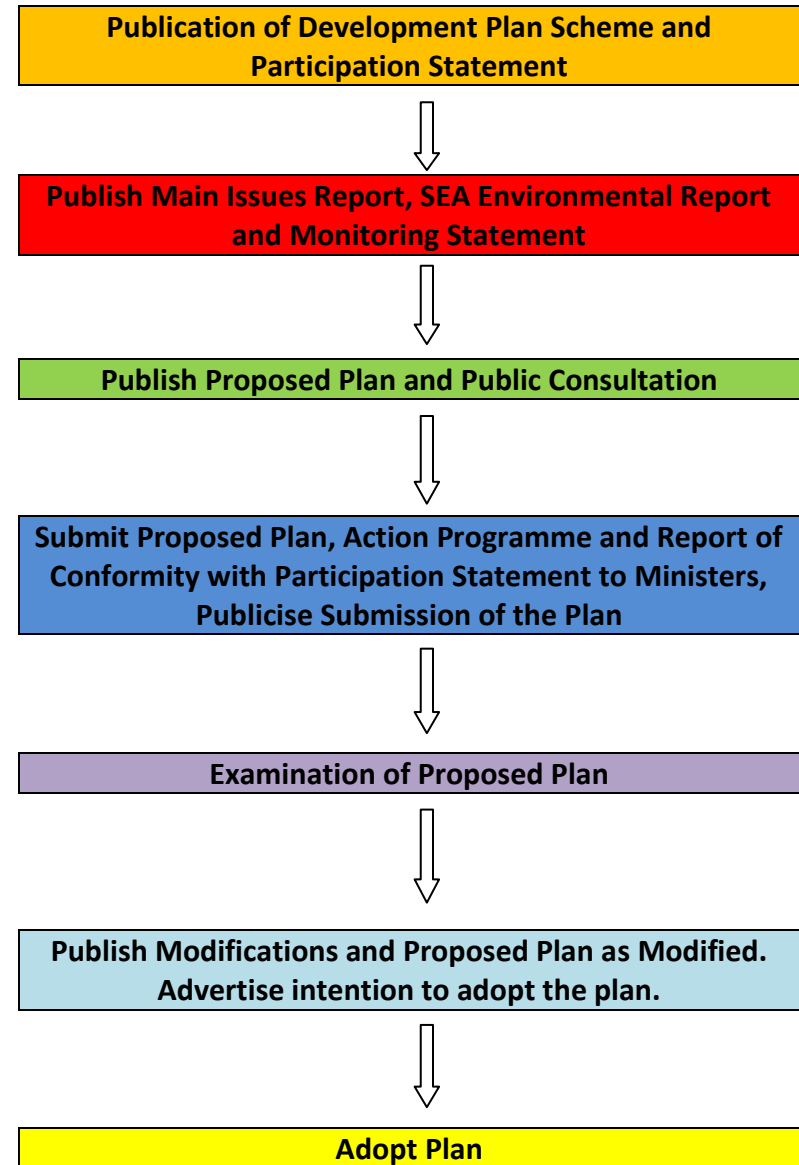 Publication of Development Plan Scheme and
Participation Statement
Publish Main Issues Report, SEA Environmental Report
and Monitoring Statement
Publish Proposed Plan and Public Consultation
Submit Proposed Plan, Action Programme and Report of
Conformity with Participation Statement to Ministers,
Publicise Submission of the Plan
Examination of Proposed Plan
Publish Modifications and Proposed Plan as Modified.
Advertise intention to adopt the plan.
Adopt Plan